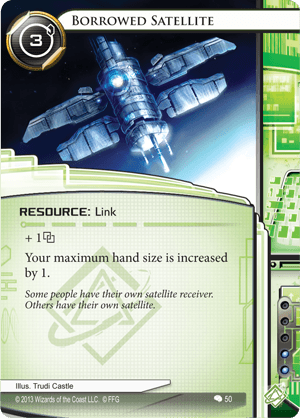 Borrowed Satellite
3
RESOURCE: Link
+ 1
Your maximum hand size is increased
by 1.
Some people have their own satellite receiver.
Others have their own satellite.
Illus. Trudi Castle
© 2013 Wizards of the Coast LLC. © FFG
50